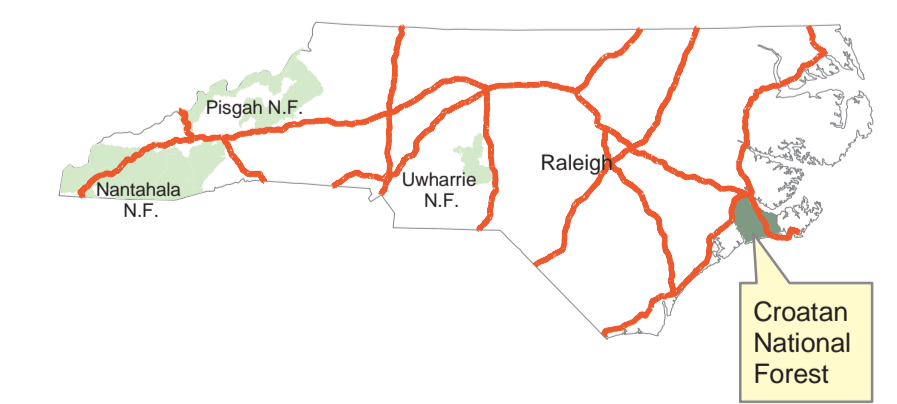 Pisgah N.F.
Nantahala
N.F.
Uwharrie
N.F.
Raleigh
Croatan
National
Forest